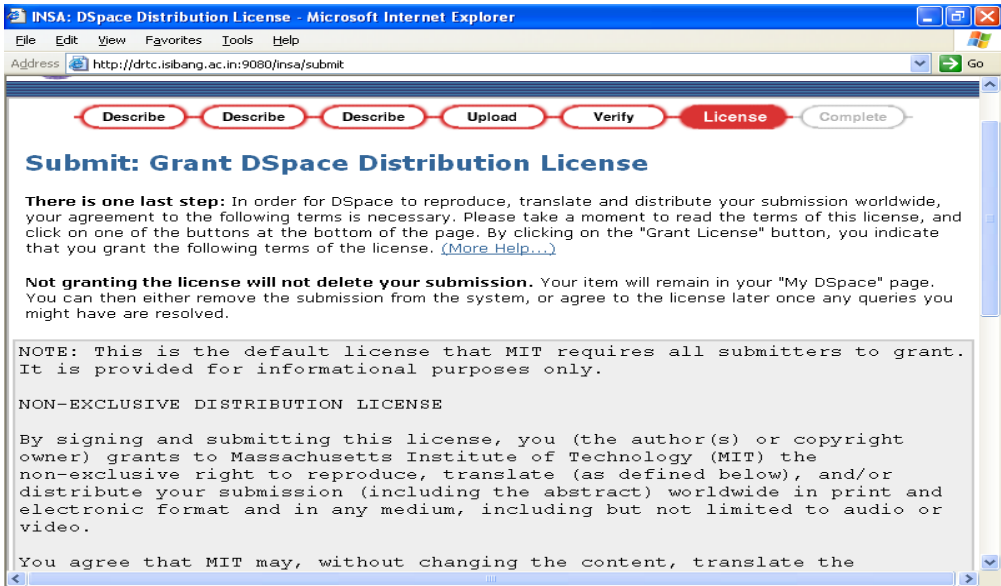 INSA: DSpace Distribution License - Microsoft Internet Explorer
File Edit View Favorites Tools Help
Address http://drtc.isibang.ac.in:9080/insa/submit Go
Describe Describe Describe Upload Verify License Complete
Submit: Grant DSpace Distribution License
There is one last step: In order for DSpace to reproduce, translate and distribute your submission worldwide,
your agreement to the following terms is necessary. Please take a moment to read the terms of this license, and
click on one of the buttons at the bottom of the page. By clicking on the "Grant License" button, you indicate
that you grant the following terms of the license. (More Help...)
Not granting the license will not delete your submission. Your item will remain in your "My DSpace" page.
You can then either remove the submission from the system, or agree to the license later once any queries you
might have are resolved.
NOTE: This is the default license that MIT requires all submitters to grant.
It is provided for informational purposes only.
NON-EXCLUSIVE DISTRIBUTION LICENSE
By signing and submitting this license, you (the author(s) or copyright
owner) grants to Massachusetts Institute of Technology (MIT) the
non-exclusive right to reproduce, translate (as defined below), and/or
distribute your submission (including the abstract) worldwide in print and
electronic format and in any medium, including but not limited to audio or
video.
You agree that MIT may, without changing the content, translate the